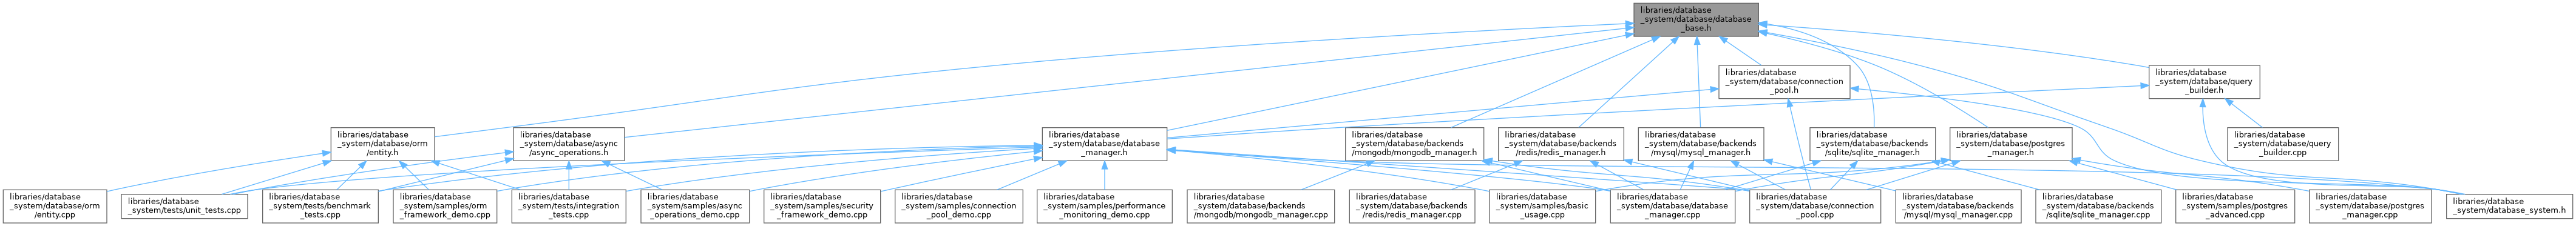 libraries/database
_system/database/database
_base.h
libraries/database
_system/database/connection
_pool.h
libraries/database
_system/database/query
_builder.h
libraries/database
_system/database/orm
/entity.h
libraries/database
_system/database/async
/async_operations.h
libraries/database
_system/database/database
_manager.h
libraries/database
_system/database/backends
/mongodb/mongodb_manager.h
libraries/database
_system/database/backends
/redis/redis_manager.h
libraries/database
_system/database/backends
/mysql/mysql_manager.h
libraries/database
_system/database/backends
/sqlite/sqlite_manager.h
libraries/database
_system/database/postgres
_manager.h
libraries/database
_system/database/query
_builder.cpp
libraries/database
_system/database/orm
/entity.cpp
libraries/database
_system/tests/unit_tests.cpp
libraries/database
_system/tests/benchmark
_tests.cpp
libraries/database
_system/samples/orm
_framework_demo.cpp
libraries/database
_system/tests/integration
_tests.cpp
libraries/database
_system/samples/async
_operations_demo.cpp
libraries/database
_system/samples/security
_framework_demo.cpp
libraries/database
_system/samples/connection
_pool_demo.cpp
libraries/database
_system/samples/performance
_monitoring_demo.cpp
libraries/database
_system/database/backends
/mongodb/mongodb_manager.cpp
libraries/database
_system/database/backends
/redis/redis_manager.cpp
libraries/database
_system/samples/basic
_usage.cpp
libraries/database
_system/database/database
_manager.cpp
libraries/database
_system/database/connection
_pool.cpp
libraries/database
_system/database/backends
/mysql/mysql_manager.cpp
libraries/database
_system/database/backends
/sqlite/sqlite_manager.cpp
libraries/database
_system/samples/postgres
_advanced.cpp
libraries/database
_system/database/postgres
_manager.cpp
libraries/database
_system/database_system.h